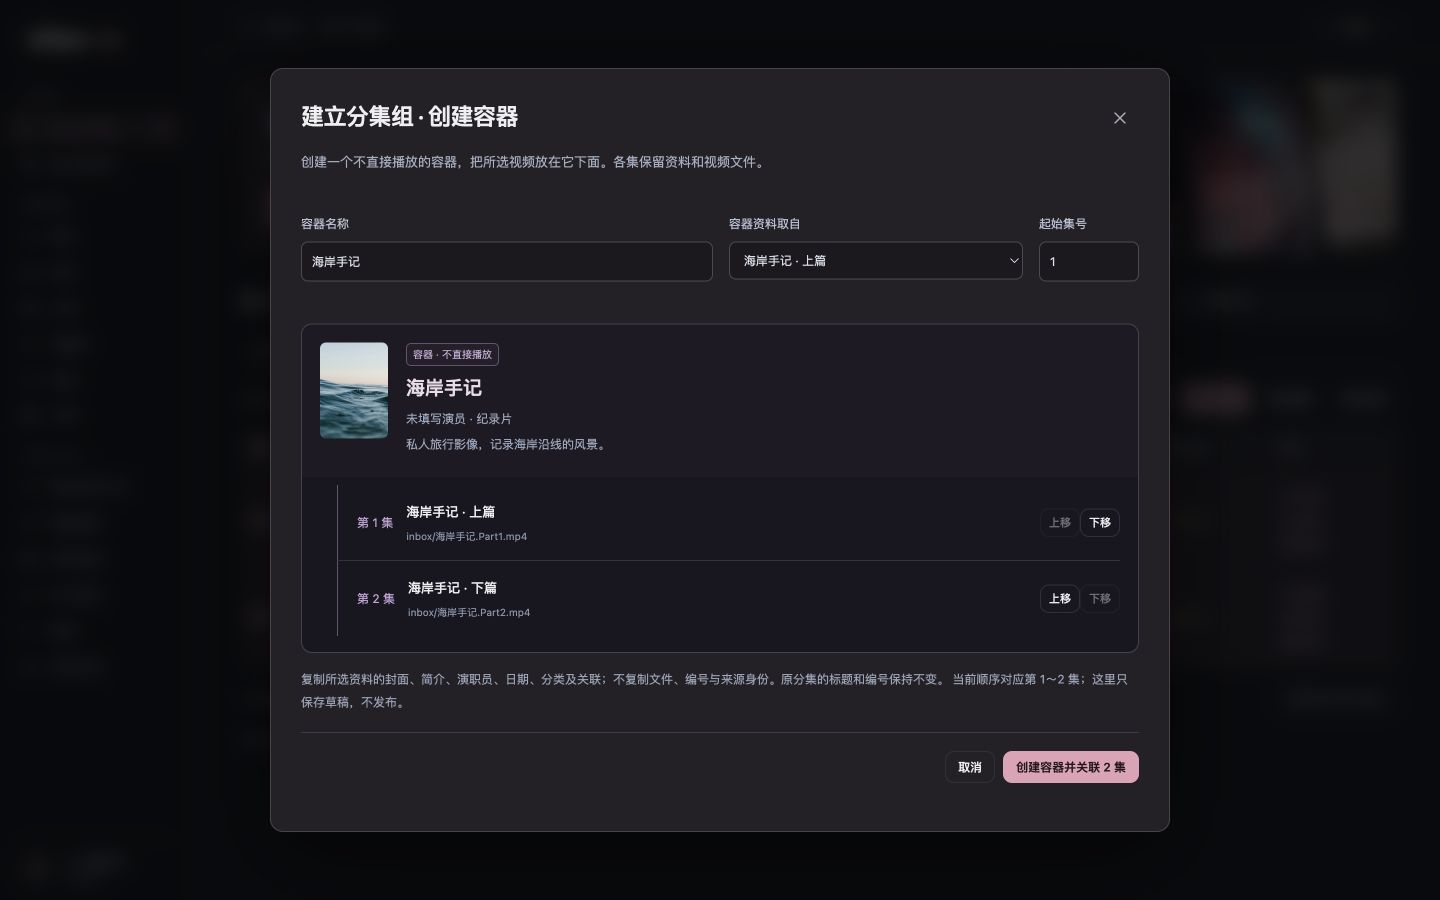 建立分集组 · 创建容器
创建一个不直接播放的容器，把所选视频放在它下面。各集保留资料和视频文件。
容器名称
容器资料取自
起始集号
海岸手记
海岸手记 · 上篇
1
容器 · 不直接播放
海岸手记
未填写演员 · 纪录片
私人旅行影像，记录海岸沿线的风景。
第 1 集
海岸手记 · 上篇
inbox/海岸手记.Part1.mp4
上移
下移
第 2 集
海岸手记 · 下篇
inbox/海岸手记.Part2.mp4
上移
下移
复制所选资料的封面、简介、演职员、日期、分类及关联；不复制文件、编号与来源身份。原分集的标题和编号保持不变。 当前顺序对应第 1～2 集；这里只
保存草稿，不发布。
取消
创建容器并关联 2 集